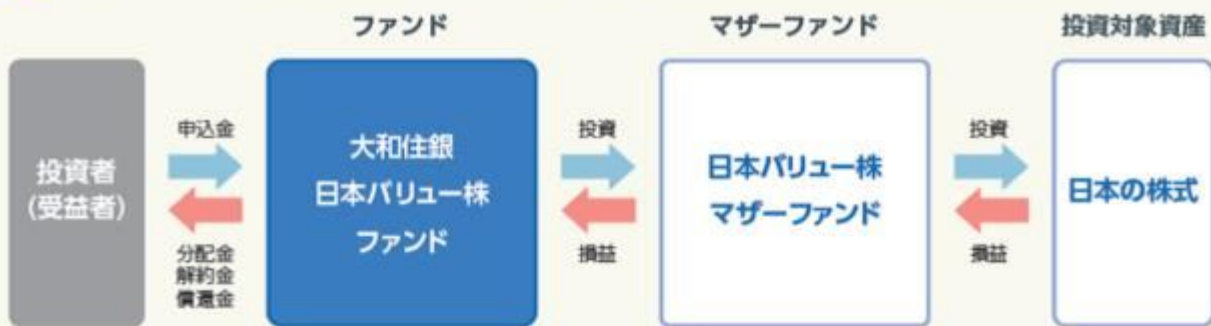 ファンド
マザーファンド
投資対象資産
投資者
(受益者)
申込金
分配金
解約金
償還金
大和住銀
日本バリュー株
ファンド
投資
損益
日本バリュー株
マザーファンド
投資
損益
日本の株式